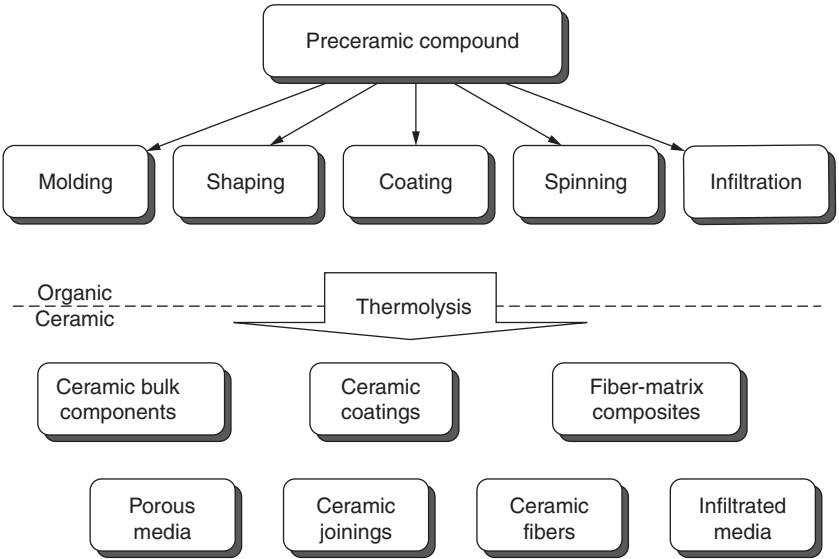 Preceramic compound
Molding
Shaping
Coating
Spinning
Infiltration
Organic
Thermolysis
Ceramic
Ceramic bulk
components
Ceramic
coatings
Fiber-matrix
composites
Porous
media
Ceramic
joinings
Ceramic
fibers
Infiltrated
media